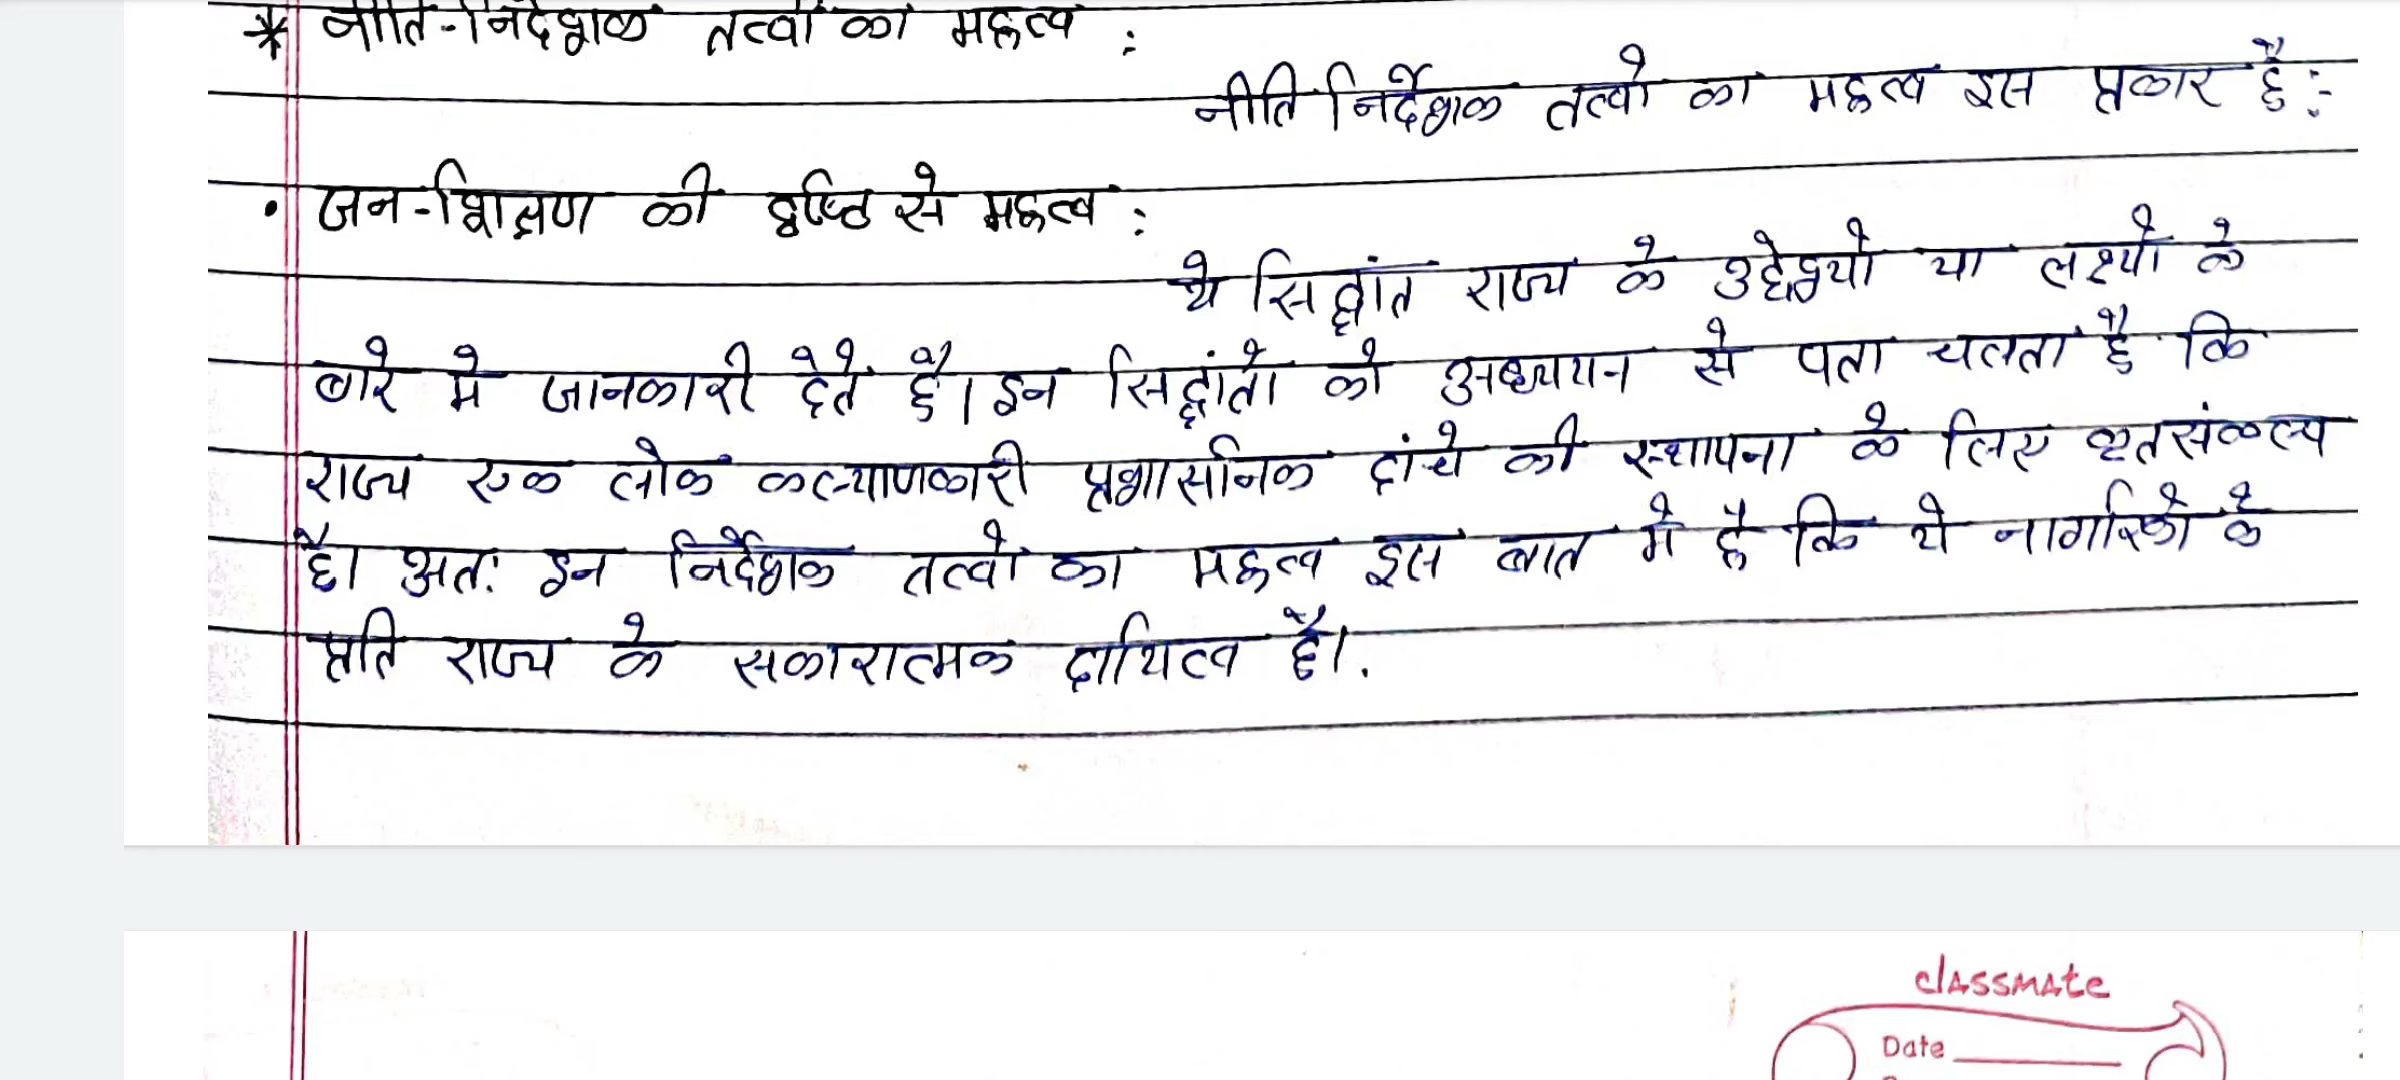 * नीति-निर्देशक तत्वों का महत्व :
नीति निर्देशक तत्वो का महत्व इस प्रकार है :-
• जन-शिक्षण की दृष्टि से महत्व :
ये सिद्धांत राज्य के उद्देश्यो या लक्ष्यो के
बारे मे जानकारी देते है। इन सिद्धांतो को अध्ययन से पता चलता है कि
राज्य एक लोक कल्याणकारी प्रशासनिक ढांचे की स्थापना के लिए कृतसंकल्प
है। अत: इन निर्देशक तत्वो का महत्व इस बात मे है कि ये नागरिको के
प्रति राज्य के सकारात्मक दायित्व है।.
classmate
Date